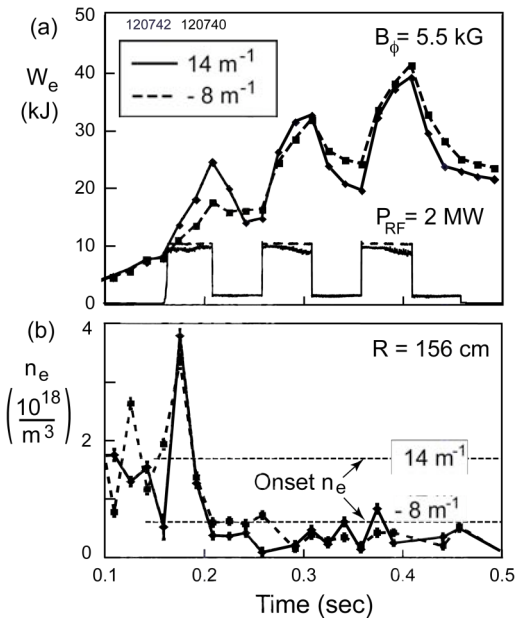 120742 120740
(a)
B_ϕ = 5.5 kG
W_e
(kJ)
14 m⁻¹
- 8 m⁻¹
P_RF = 2 MW
50
40
30
20
10
0
(b)
R = 156 cm
n_e
(10¹⁸/m³)
14 m⁻¹
Onset n_e
- 8 m⁻¹
4
2
0
0.1 0.2 0.3 0.4 0.5
Time (sec)